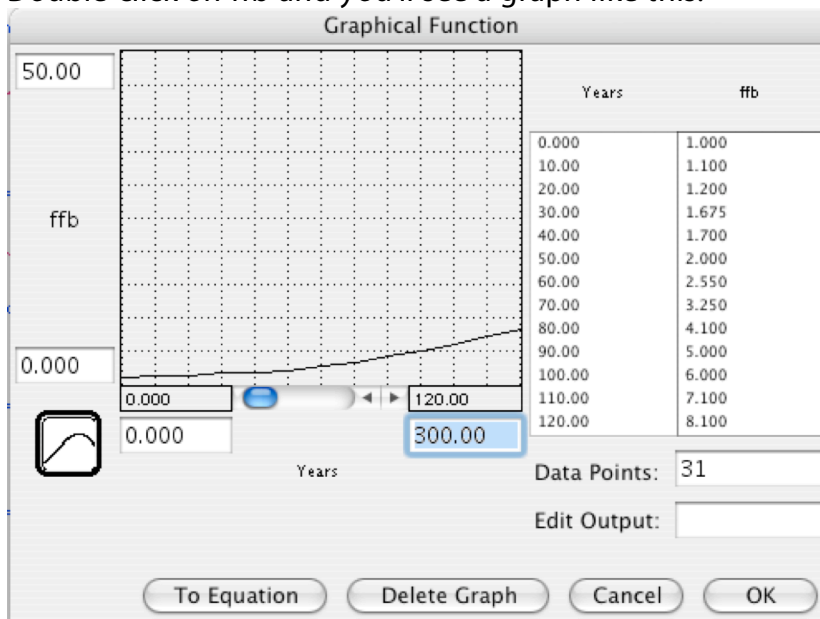 Double click on ffb and you'll see a graph like this:
Graphical Function
50.00
ffb
0.000
0.000 120.00
0.000 300.00
Years
Years ffb
0.000 1.000
10.00 1.100
20.00 1.200
30.00 1.675
40.00 1.700
50.00 2.000
60.00 2.550
70.00 3.250
80.00 4.100
90.00 5.000
100.00 6.000
110.00 7.100
120.00 8.100
Data Points: 31
Edit Output:
To Equation Delete Graph Cancel OK